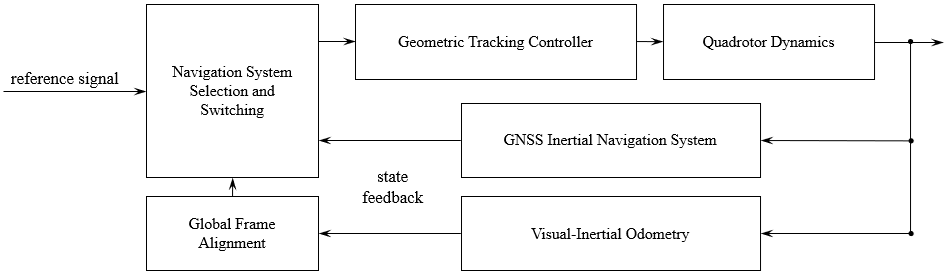 reference signal
Navigation System
Selection and
Switching
Geometric Tracking Controller
Quadrotor Dynamics
GNSS Inertial Navigation System
state
feedback
Global Frame
Alignment
Visual-Inertial Odometry